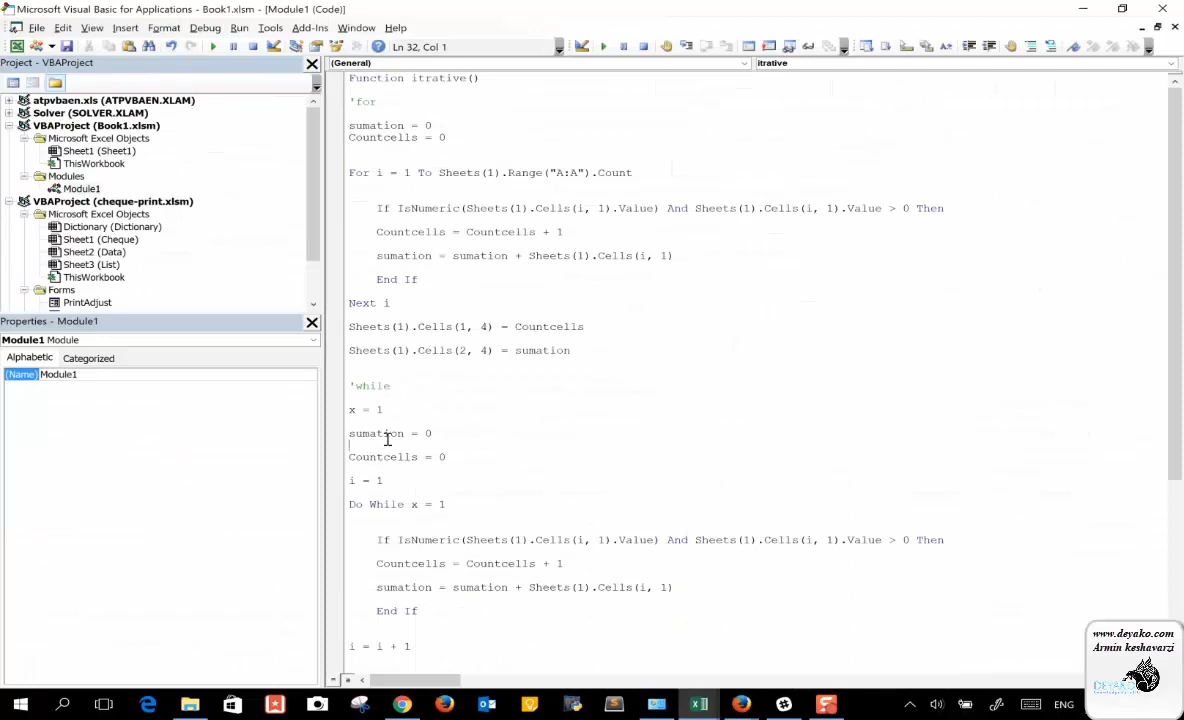 Microsoft Visual Basic for Applications - Book1.xlsm - [Module1 (Code)]
File Edit View Insert Format Debug Run Tools Add-Ins Window Help
Ln 32, Col 1
Project - VBAProject
atpvbaen.xls (ATPVBAEN.XLAM)
Solver (SOLVER.XLAM)
VBAProject (Book1.xlsm)
Microsoft Excel Objects
Sheet1 (Sheet1)
ThisWorkbook
Modules
Module1
VBAProject (cheque-print.xlsm)
Microsoft Excel Objects
Dictionary (Dictionary)
Sheet1 (Cheque)
Sheet2 (Data)
Sheet3 (List)
ThisWorkbook
Forms
PrintAdjust
Properties - Module1
Module1 Module
Alphabetic Categorized
(Name) Module1
(General) itrative
Function itrative()
'for
sumation = 0
Countcells = 0
For i = 1 To Sheets(1).Range("A:A").Count
If IsNumeric(Sheets(1).Cells(i, 1).Value) And Sheets(1).Cells(i, 1).Value > 0 Then
Countcells = Countcells + 1
sumation = sumation + Sheets(1).Cells(i, 1)
End If
Next i
Sheets(1).Cells(1, 4) = Countcells
Sheets(1).Cells(2, 4) = sumation
'while
x = 1
sumation = 0
Countcells = 0
i = 1
Do While x = 1
If IsNumeric(Sheets(1).Cells(i, 1).Value) And Sheets(1).Cells(i, 1).Value > 0 Then
Countcells = Countcells + 1
sumation = sumation + Sheets(1).Cells(i, 1)
End If
i = i + 1
www.deyako.com
Armin keshavarzi
DEYAKO
ENG